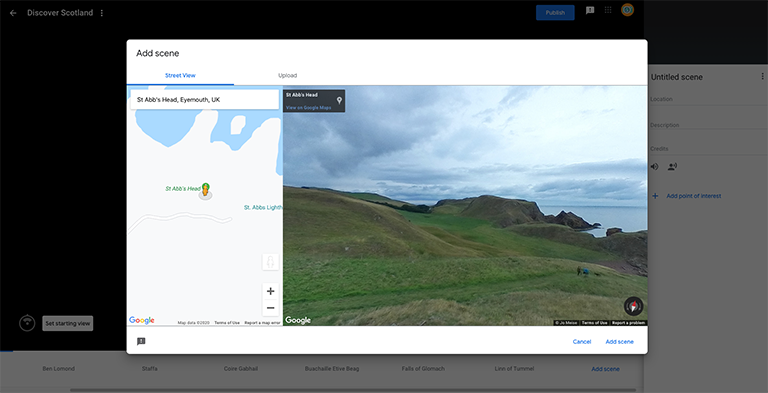 Discover Scotland
Publish
Add scene
Street View
Upload
St Abb's Head, Eyemouth, UK
St Abb's Head
View on Google Maps
St Abb's Head
St. Abbs Lighth
Google
Map data ©2020 Terms of Use Report a map error
Google
© Jo Meise Terms of Use Report a problem
Cancel
Add scene
Untitled scene
Location
Description
Credits
Add point of interest
Set starting view
Ben Lomond
Staffa
Coire Gabhail
Buachaille Etive Beag
Falls of Glomach
Linn of Tummel
Add scene